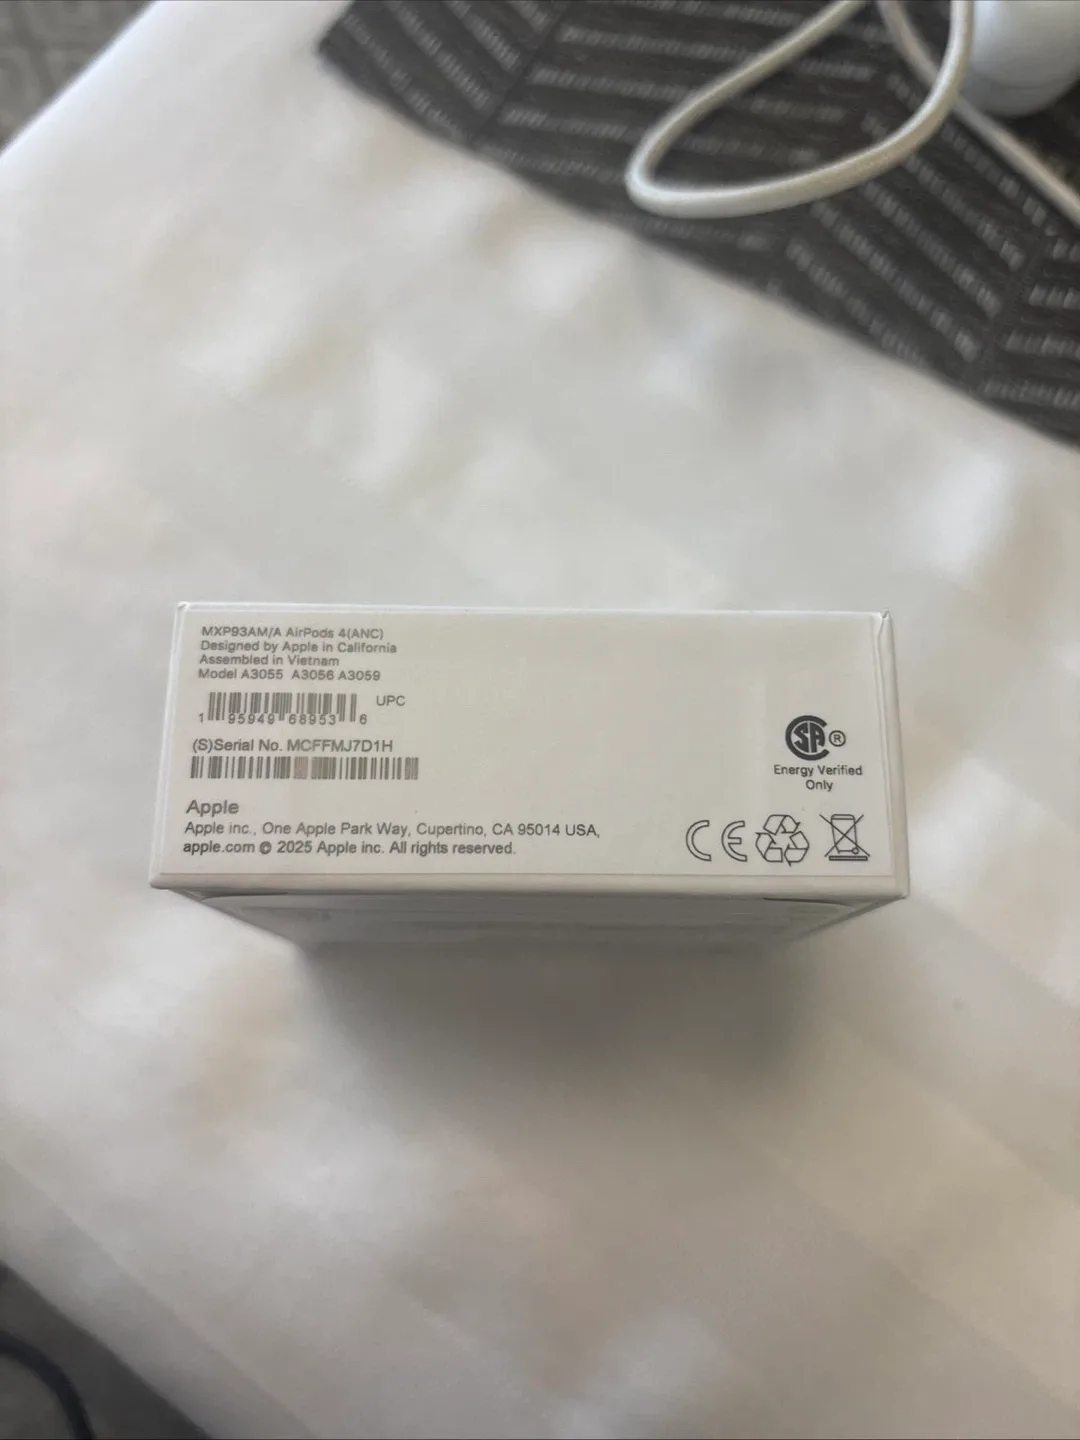 MXP93AM/A AirPods 4(ANC)
Designed by Apple in California
Assembled in Vietnam
Model A3055 A3056 A3059
UPC
1 95949 68953 6
(S)Serial No. MCFFMJ7D1H
Apple
Apple inc., One Apple Park Way, Cupertino, CA 95014 USA,
apple.com © 2025 Apple inc. All rights reserved.
SA ®
Energy Verified
Only
CE